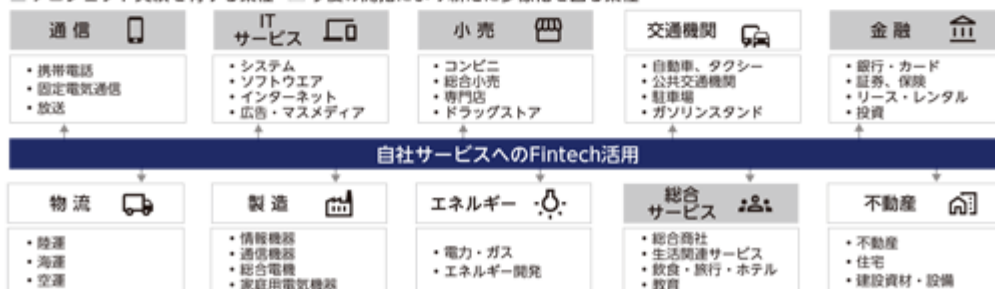 通信
IT
サービス
小売
交通機関
金融
・携帯電話
・固定電気通信
・放送
・システム
・ソフトウエア
・インターネット
・広告・マスメディア
・コンビニ
・総合小売
・専門店
・ドラッグストア
・自動車、タクシー
・公共交通機関
・駐車場
・ガソリンスタンド
・銀行・カード
・証券、保険
・リース・レンタル
・投資
自社サービスへのFintech活用
物流
製造
エネルギー
総合
サービス
不動産
・陸運
・海運
・空運
・情報機器
・通信機器
・総合電機
・家庭用電気機器
・電力・ガス
・エネルギー開発
・総合商社
・生活関連サービス
・飲食・旅行・ホテル
・教育
・不動産
・住宅
・建設資材・設備